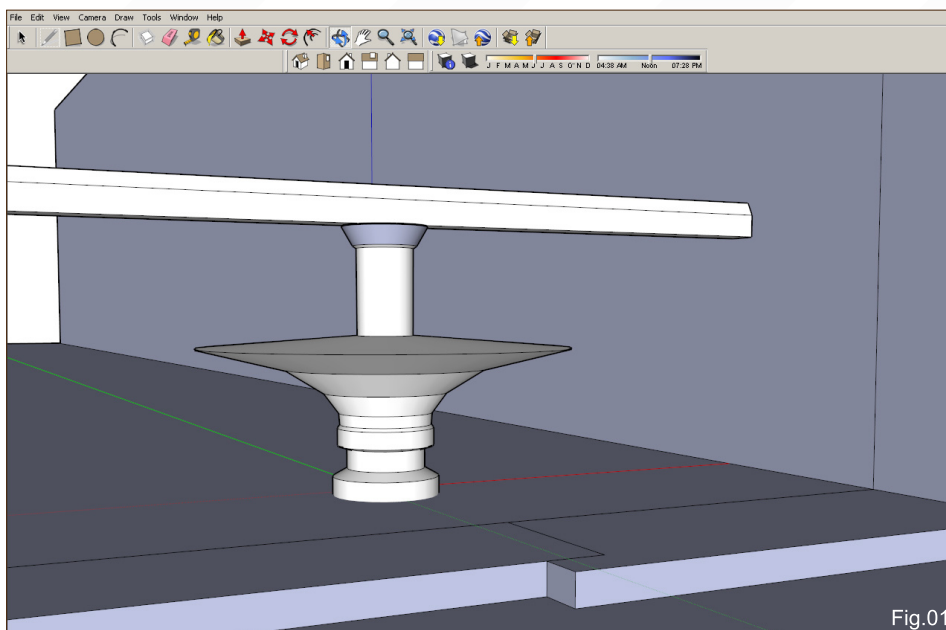 File Edit View Camera Draw Tools Window Help
J F M A M J J A S O N D 04:38 AM Noon 07:28 PM
Fig.01